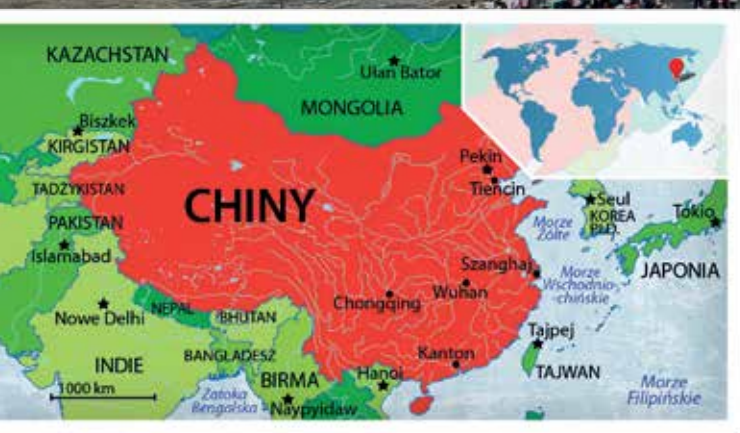 KAZACHSTAN
Ułan Bator
MONGOLIA
Biszkek
KIRGISTAN
Pekin
Tiencin
TADŻYKISTAN
CHINY
Seul
KOREA
PŁD.
Tokio
PAKISTAN
Islamabad
Morze
Żółte
Szanghaj
JAPONIA
Morze
Wschodnio-
chińskie
Chongqing
Wuhan
Nowe Delhi
NEPAL
BHUTAN
Tajpej
BANGLADESZ
Kanton
INDIE
BIRMA
Hanoi
TAJWAN
1000 km
Zatoka
Bengalska
Naypyidaw
Morze
Filipińskie